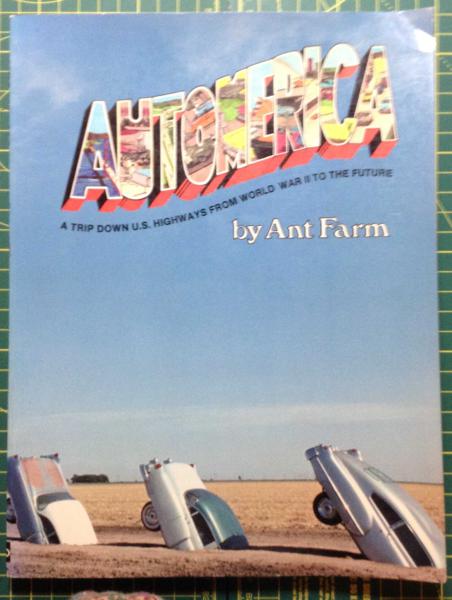 AUTOMERICA
A TRIP DOWN U.S. HIGHWAYS FROM WORLD WAR II TO THE FUTURE
by Ant Farm